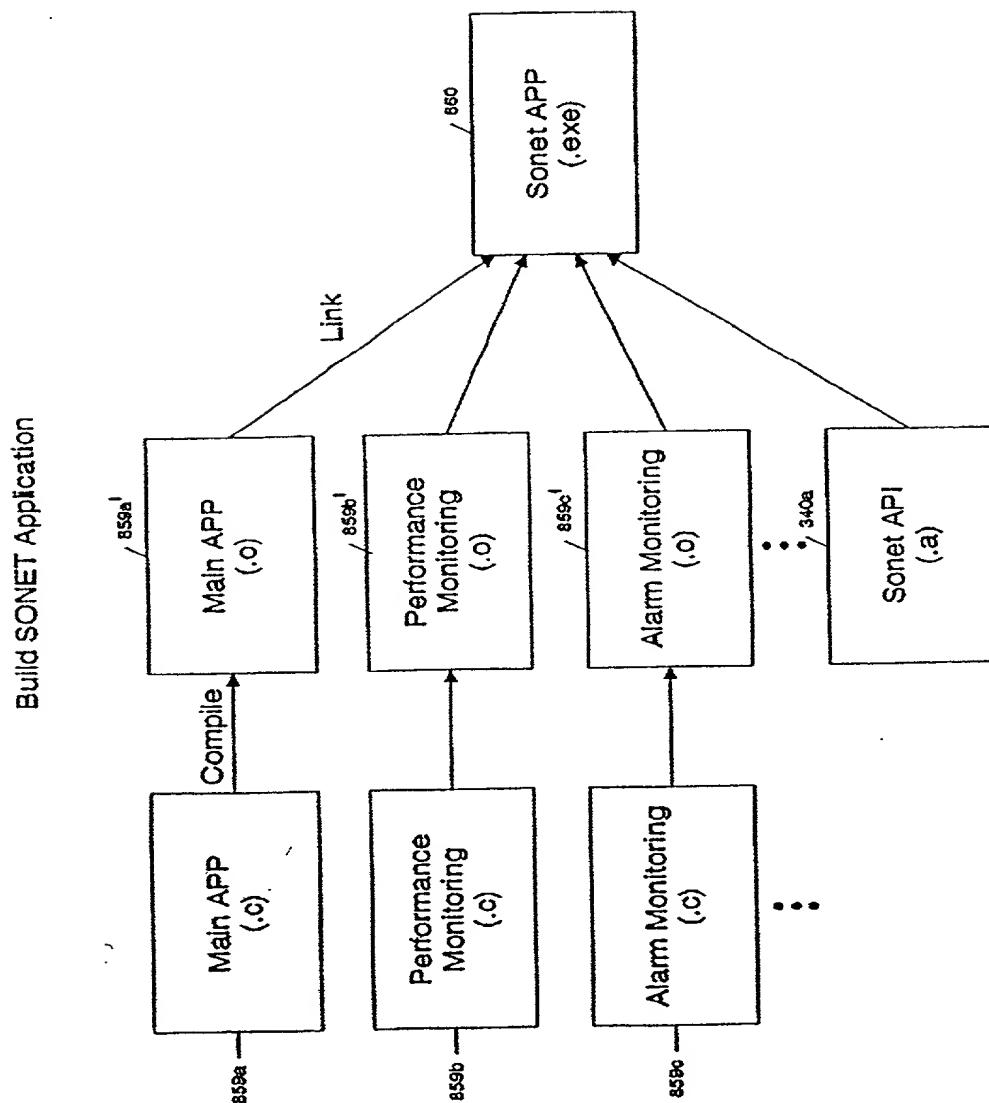 Build SONET Application
859a
Main APP
(.c)
Compile
859a'
Main APP
(.o)
Link
859b
Performance
Monitoring
(.c)
859b'
Performance
Monitoring
(.o)
859c
Alarm Monitoring
(.c)
859c'
Alarm Monitoring
(.o)
340a
Sonet API
(.a)
860
Sonet APP
(.exe)